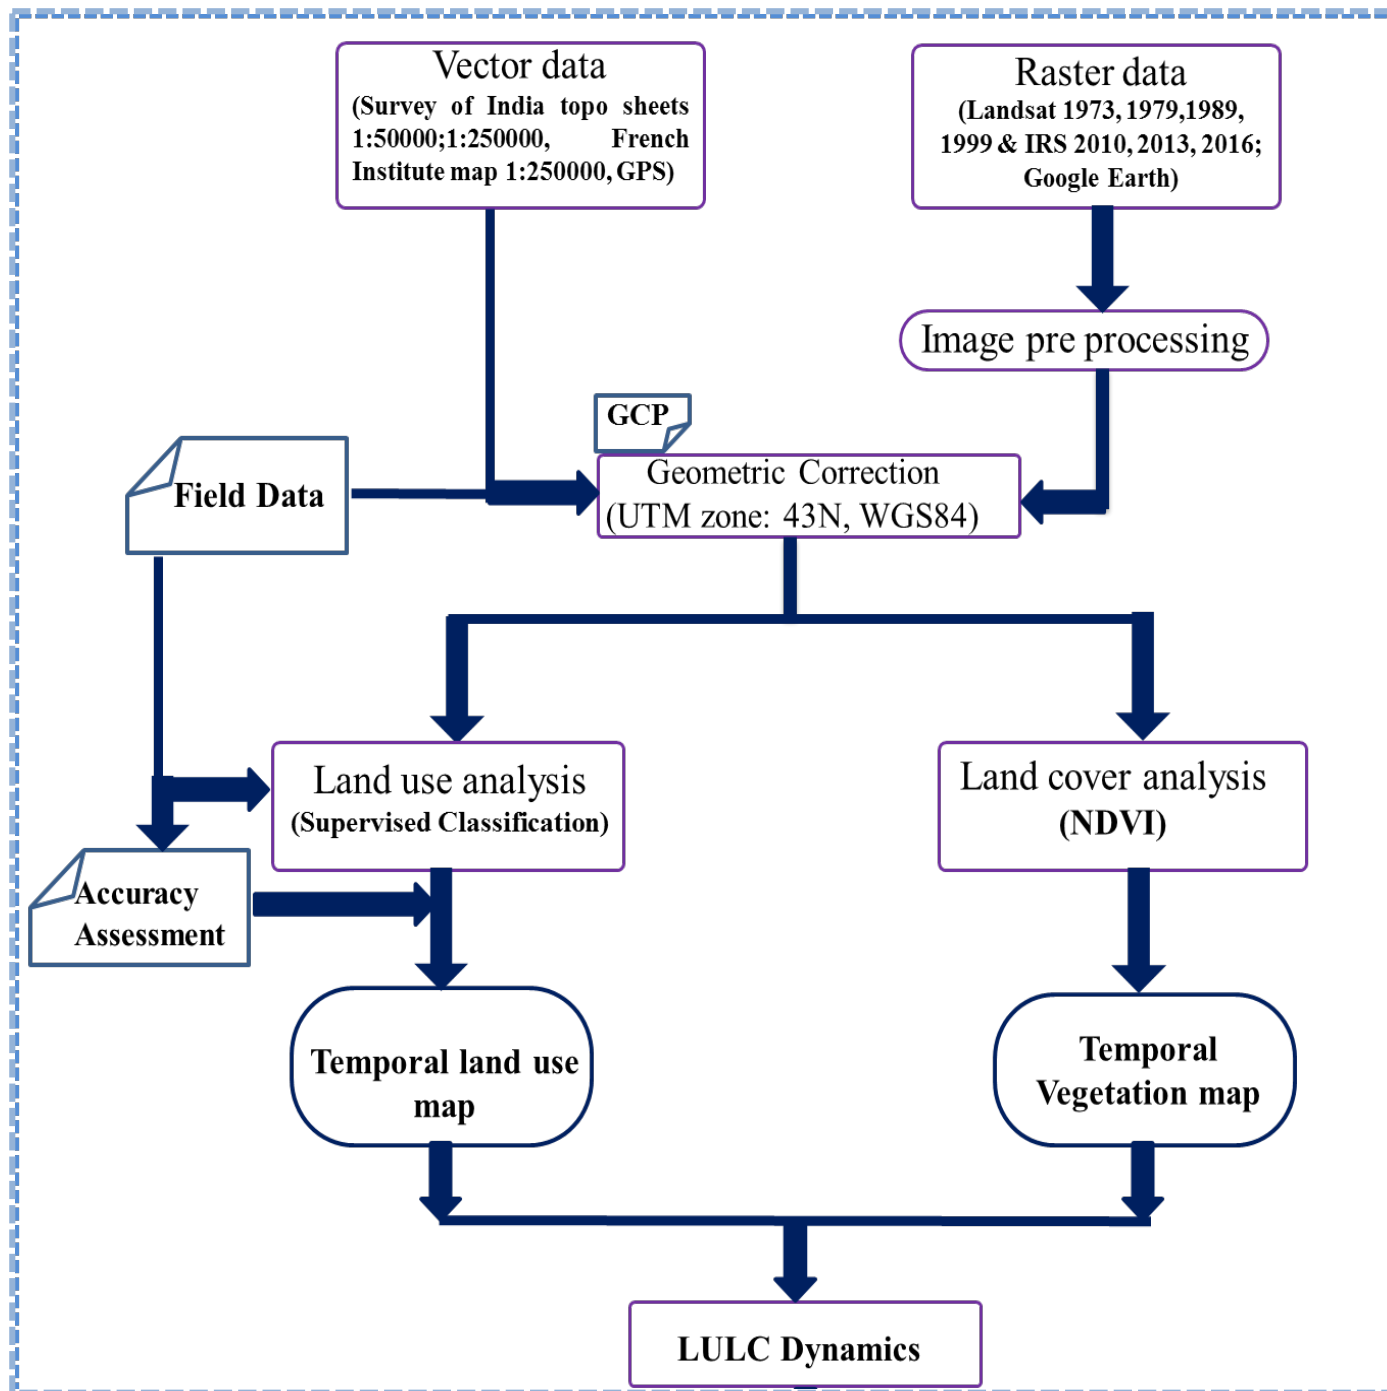 Vector data
(Survey of India topo sheets
1:50000;1:250000, French
Institute map 1:250000, GPS)
Raster data
(Landsat 1973, 1979,1989,
1999 & IRS 2010, 2013, 2016;
Google Earth)
Image pre processing
GCP
Field Data
Geometric Correction
(UTM zone: 43N, WGS84)
Land use analysis
(Supervised Classification)
Land cover analysis
(NDVI)
Accuracy
Assessment
Temporal land use
map
Temporal
Vegetation map
LULC Dynamics